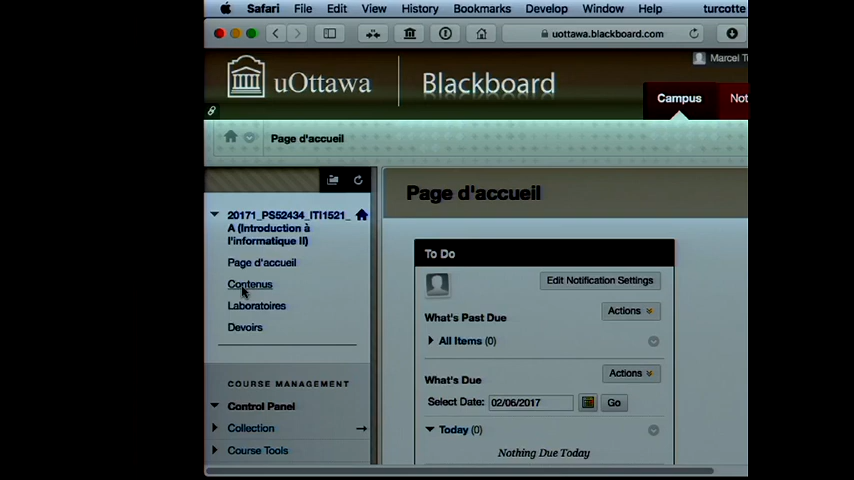 Safari File Edit View History Bookmarks Develop Window Help turcotte
uottawa.blackboard.com
uOttawa Blackboard
Marcel
Campus
Page d'accueil
Page d'accueil
20171_PS52434_ITI1521_
A (Introduction à
l'informatique II)
Page d'accueil
Contenus
Laboratoires
Devoirs
COURSE MANAGEMENT
Control Panel
Collection
Course Tools
To Do
Edit Notification Settings
Actions
What's Past Due
All Items (0)
Actions
What's Due
Select Date: 02/06/2017 Go
Today (0)
Nothing Due Today